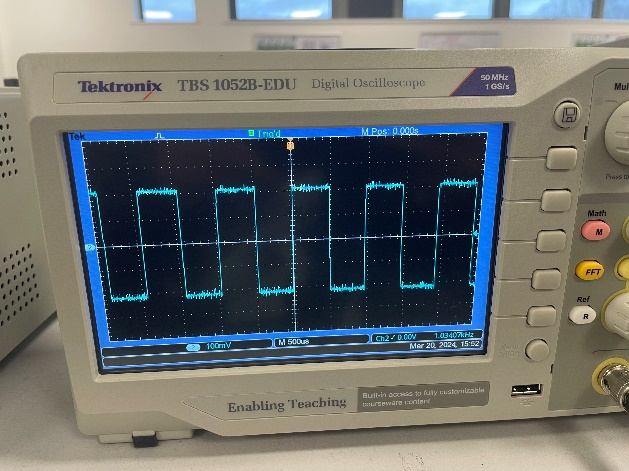 Tektronix TBS 1052B-EDU Digital Oscilloscope
50 MHz
1 GS/s
Tek Trig'd M Pos: 0.000s
2 100mV M 500us Ch2 / 0.00V 1.03407kHz
Mar 20, 2024, 15:52
Enabling Teaching
Built-in access to fully customizable
courseware content
Math
M
FFT
Ref
R